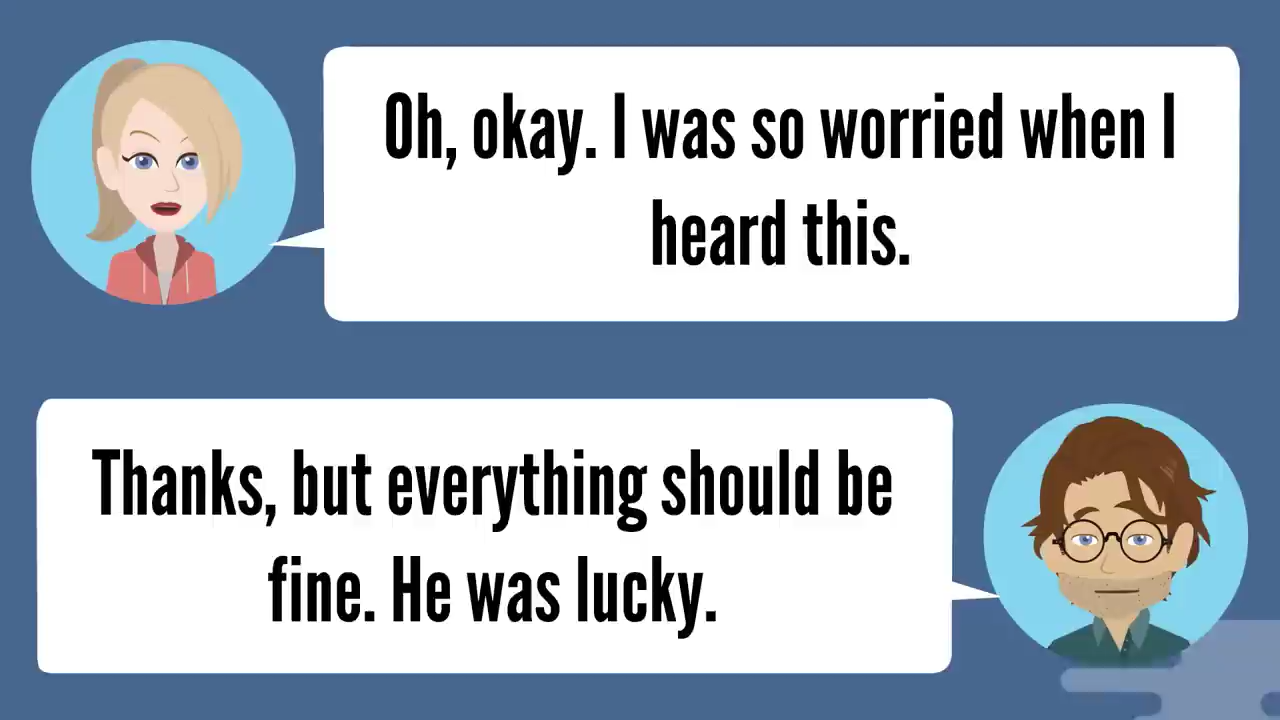 Oh, okay. I was so worried when I
heard this.
Thanks, but everything should be
fine. He was lucky.